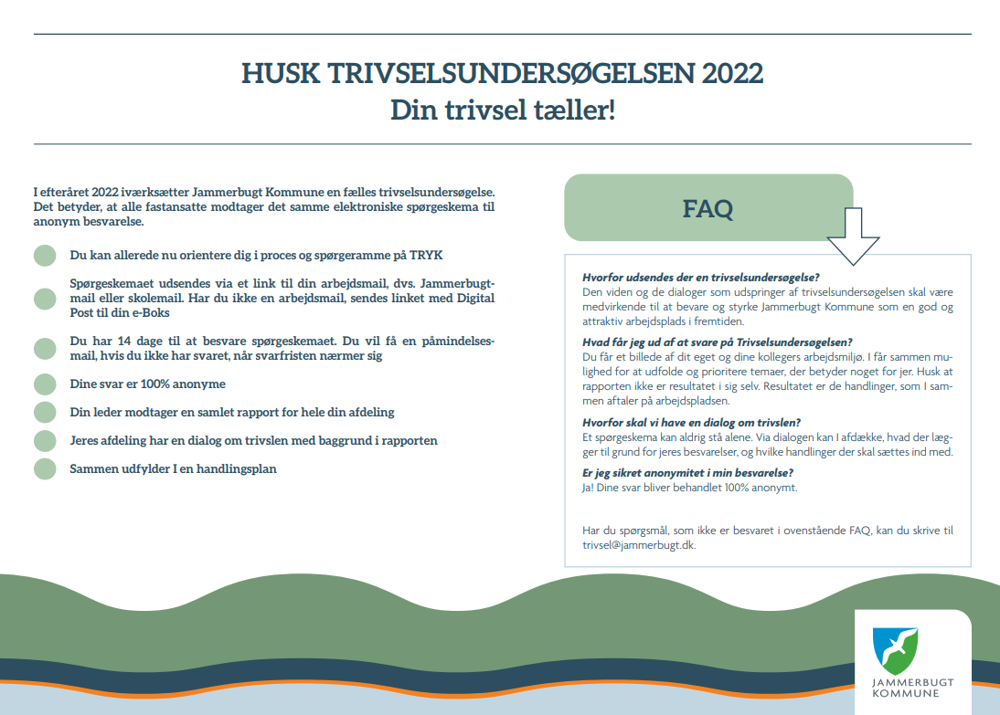 HUSK TRIVSELSUNDERSØGELSEN 2022
Din trivsel tæller!
I efteråret 2022 iværksætter Jammerbugt Kommune en fælles trivselsundersøgelse.
Det betyder, at alle fastansatte modtager det samme elektroniske spørgeskema til
anonym besvarelse.
Du kan allerede nu orientere dig i proces og spørgeramme på TRYK
Spørgeskemaet udsendes via et link til din arbejdsmail, dvs. Jammerbugt-
mail eller skolemail. Har du ikke en arbejdsmail, sendes linket med Digital
Post til din e-Boks
Du har 14 dage til at besvare spørgeskemaet. Du vil få en påmindelses-
mail, hvis du ikke har svaret, når svarfristen nærmer sig
Dine svar er 100% anonyme
Din leder modtager en samlet rapport for hele din afdeling
Jeres afdeling har en dialog om trivslen med baggrund i rapporten
Sammen udfylder I en handlingsplan
FAQ
Hvorfor udsendes der en trivselsundersøgelse?
Den viden og de dialoger som udspringer af trivselsundersøgelsen skal være
medvirkende til at bevare og styrke Jammerbugt Kommune som en god og
attraktiv arbejdsplads i fremtiden.
Hvad får jeg ud af at svare på Trivselsundersøgelsen?
Du får et billede af dit eget og dine kollegers arbejdsmiljø. I får sammen mu-
lighed for at udfolde og prioritere temaer, der betyder noget for jer. Husk at
rapporten ikke er resultatet i sig selv. Resultatet er de handlinger, som I sam-
men aftaler på arbejdspladsen.
Hvorfor skal vi have en dialog om trivslen?
Et spørgeskema kan aldrig stå alene. Via dialogen kan I afdække, hvad der læg-
ger til grund for jeres besvarelser, og hvilke handlinger der skal sættes ind med.
Er jeg sikret anonymitet i min besvarelse?
Ja! Dine svar bliver behandlet 100% anonymt.
Har du spørgsmål, som ikke er besvaret i ovenstående FAQ, kan du skrive til
trivsel@jammerbugt.dk.
JAMMERBUGT
KOMMUNE